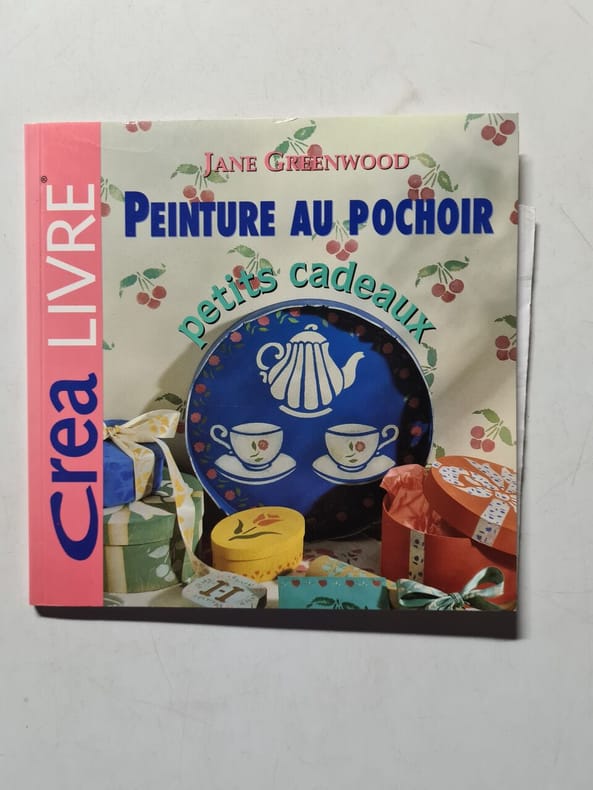 Jane Greenwood
Peinture au pochoir
petits cadeaux
Crea LIVRE®
H